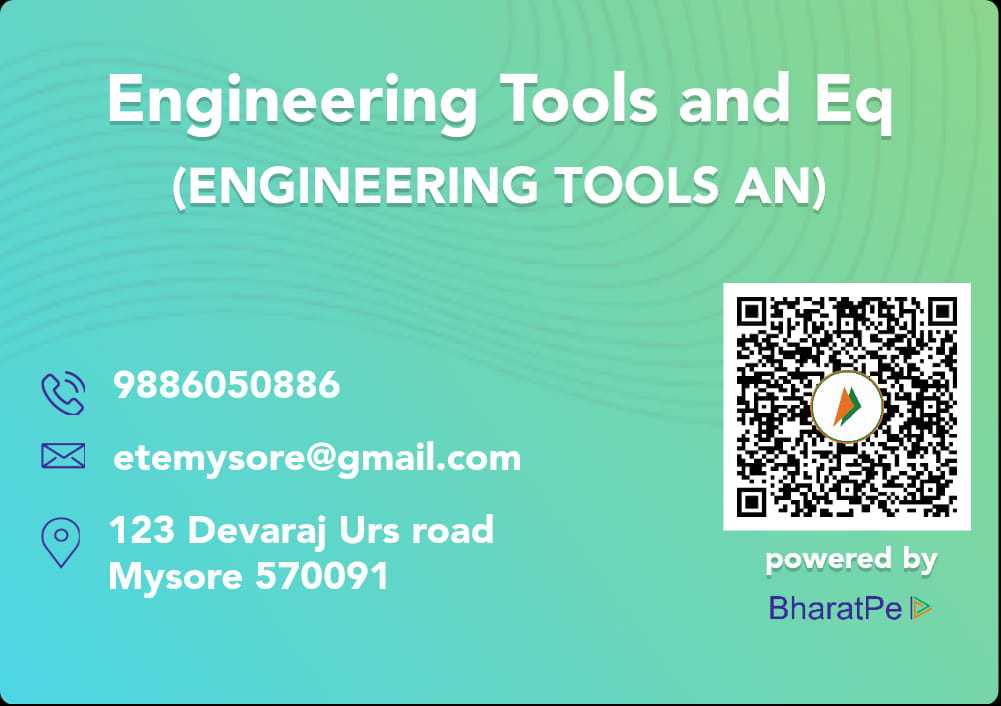 Engineering Tools and Eq
(ENGINEERING TOOLS AN)
9886050886
etemysore@gmail.com
123 Devaraj Urs road
Mysore 570091
powered by
BharatPe